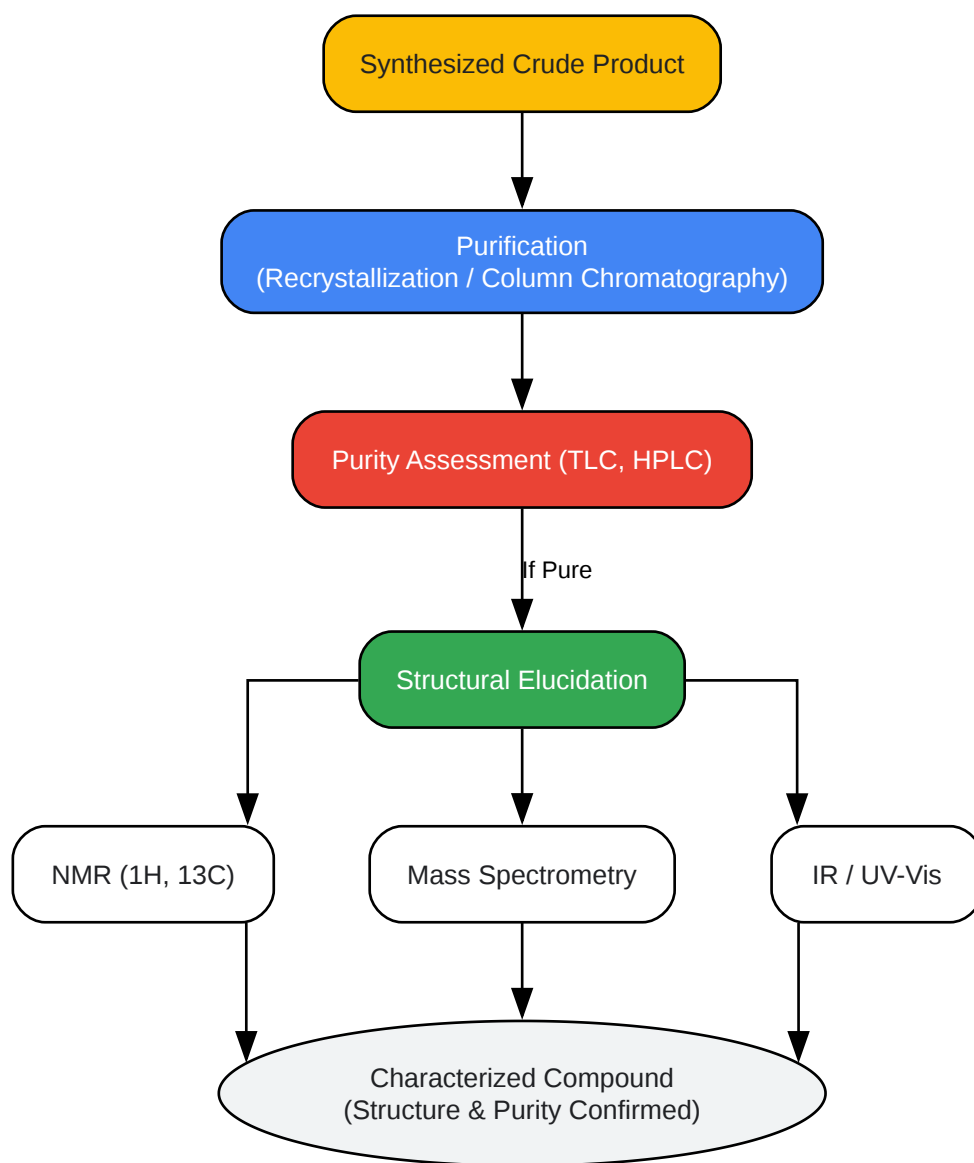 Synthesized Crude Product
Purification
(Recrystallization / Column Chromatography)
Purity Assessment (TLC, HPLC)
If Pure
Structural Elucidation
NMR (1H, 13C)
Mass Spectrometry
IR / UV-Vis
Characterized Compound
(Structure & Purity Confirmed)